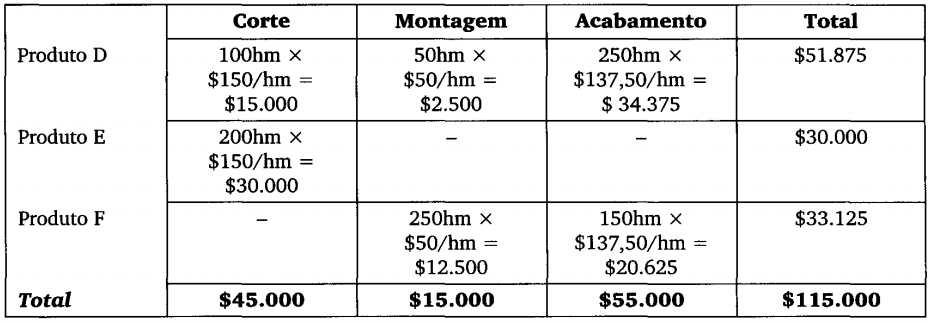 Corte Montagem Acabamento Total
Produto D 100hm × 50hm × 250hm × $51.875
$150/hm = $50/hm = $137,50/hm =
$15.000 $2.500 $ 34.375
Produto E 200hm × – – $30.000
$150/hm =
$30.000
Produto F – 250hm × 150hm × $33.125
$50/hm = $137,50/hm =
$12.500 $20.625
Total $45.000 $15.000 $55.000 $115.000